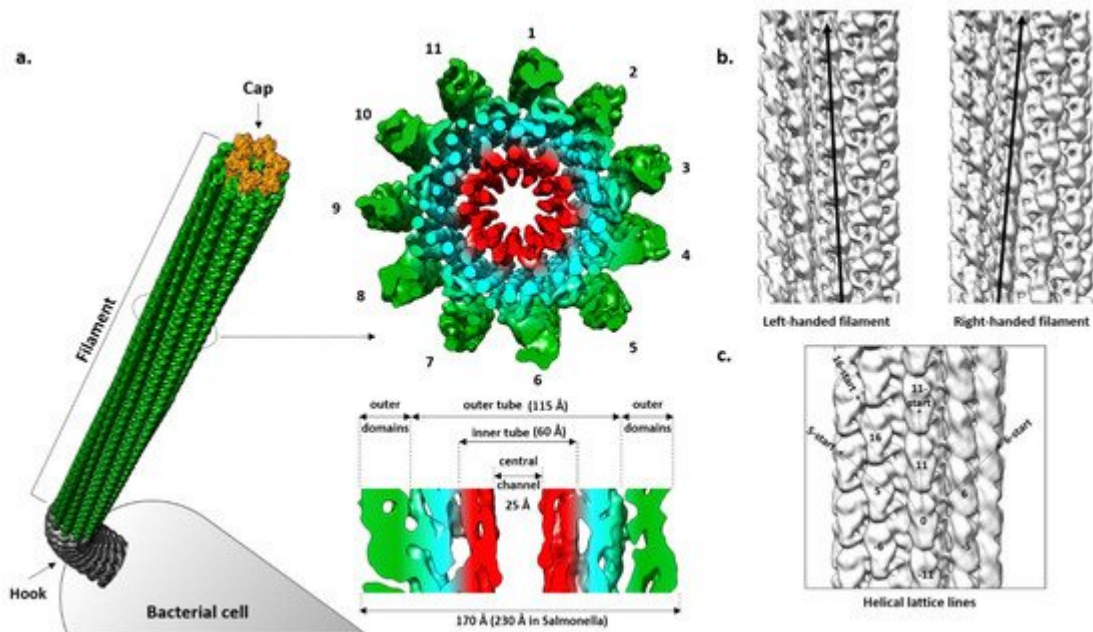 a.
Cap
Filament
Hook
Bacterial cell
1
2
3
4
5
6
7
8
9
10
11
outer domains
outer tube (115 Å)
outer domains
inner tube (60 Å)
central channel
25 Å
170 Å (230 Å in Salmonella)
b.
Left-handed filament
Right-handed filament
c.
16-start
11-start
5-start
6-start
16
11
5
0
6
6
-11
Helical lattice lines